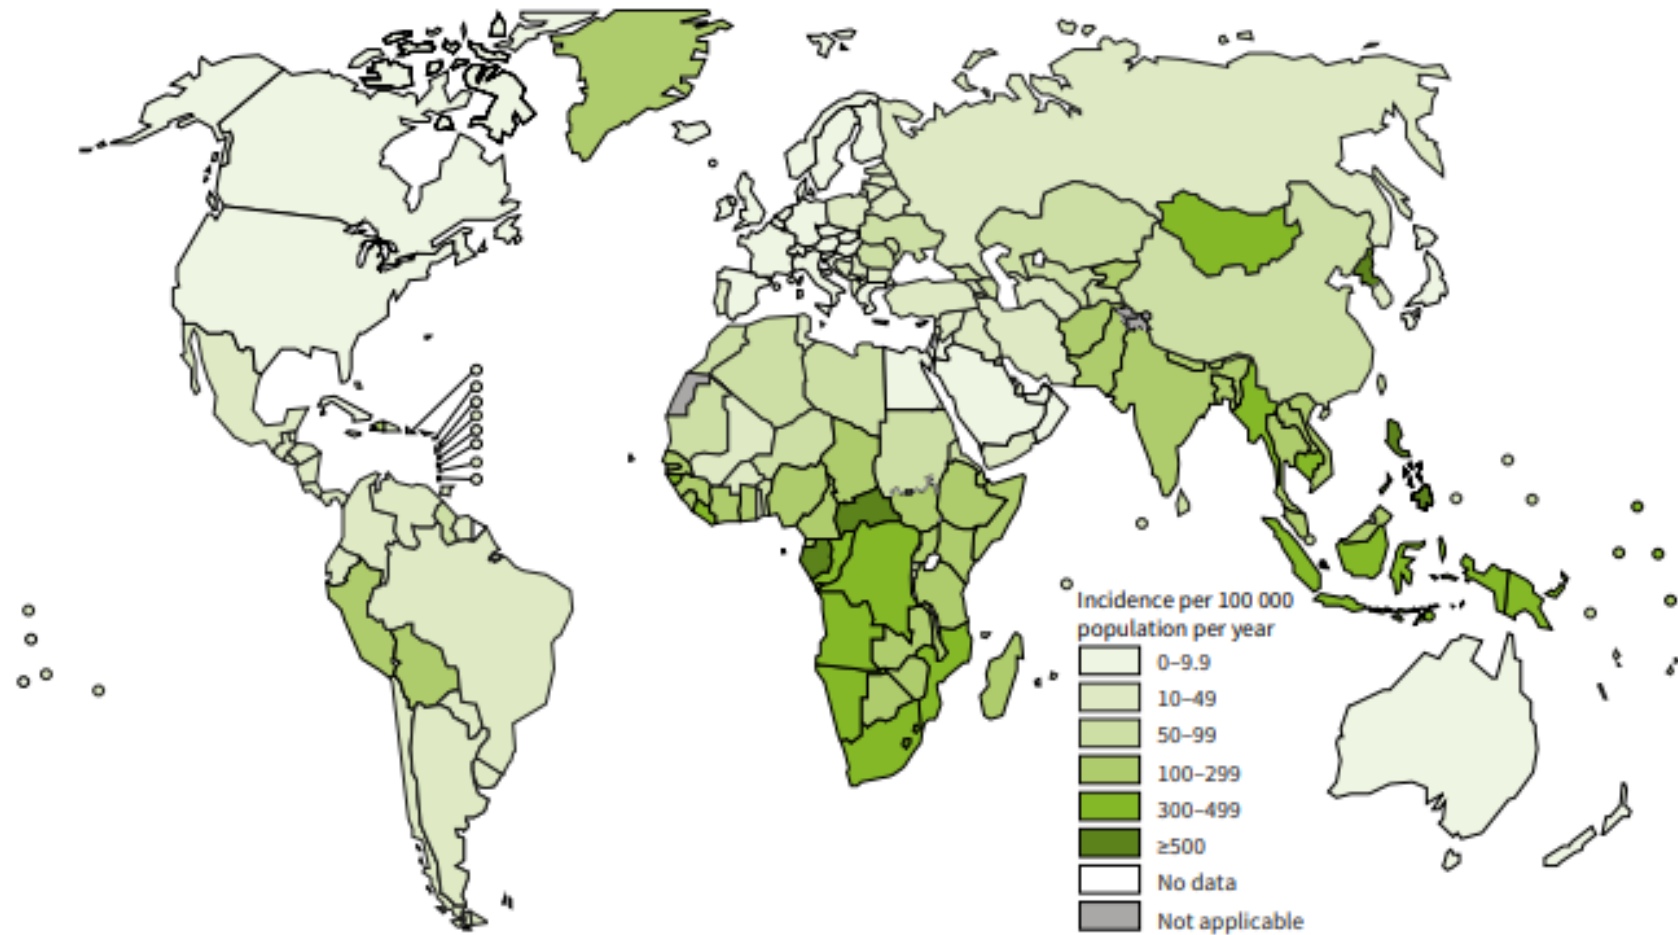 Incidence per 100 000
population per year
0–9.9
10–49
50–99
100–299
300–499
≥500
No data
Not applicable